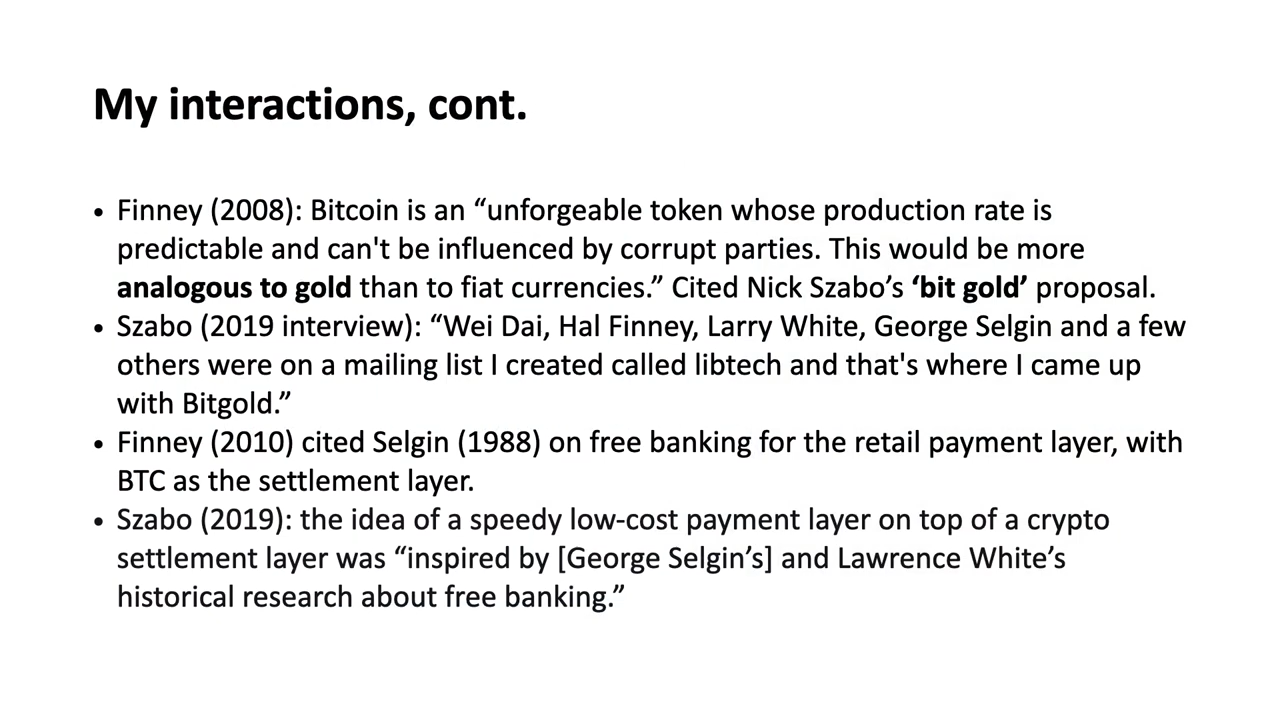 My interactions, cont.
• Finney (2008): Bitcoin is an “unforgeable token whose production rate is
predictable and can't be influenced by corrupt parties. This would be more
analogous to gold than to fiat currencies.” Cited Nick Szabo’s ‘bit gold’ proposal.
• Szabo (2019 interview): “Wei Dai, Hal Finney, Larry White, George Selgin and a few
others were on a mailing list I created called libtech and that's where I came up
with Bitgold.”
• Finney (2010) cited Selgin (1988) on free banking for the retail payment layer, with
BTC as the settlement layer.
• Szabo (2019): the idea of a speedy low-cost payment layer on top of a crypto
settlement layer was “inspired by [George Selgin’s] and Lawrence White’s
historical research about free banking.”